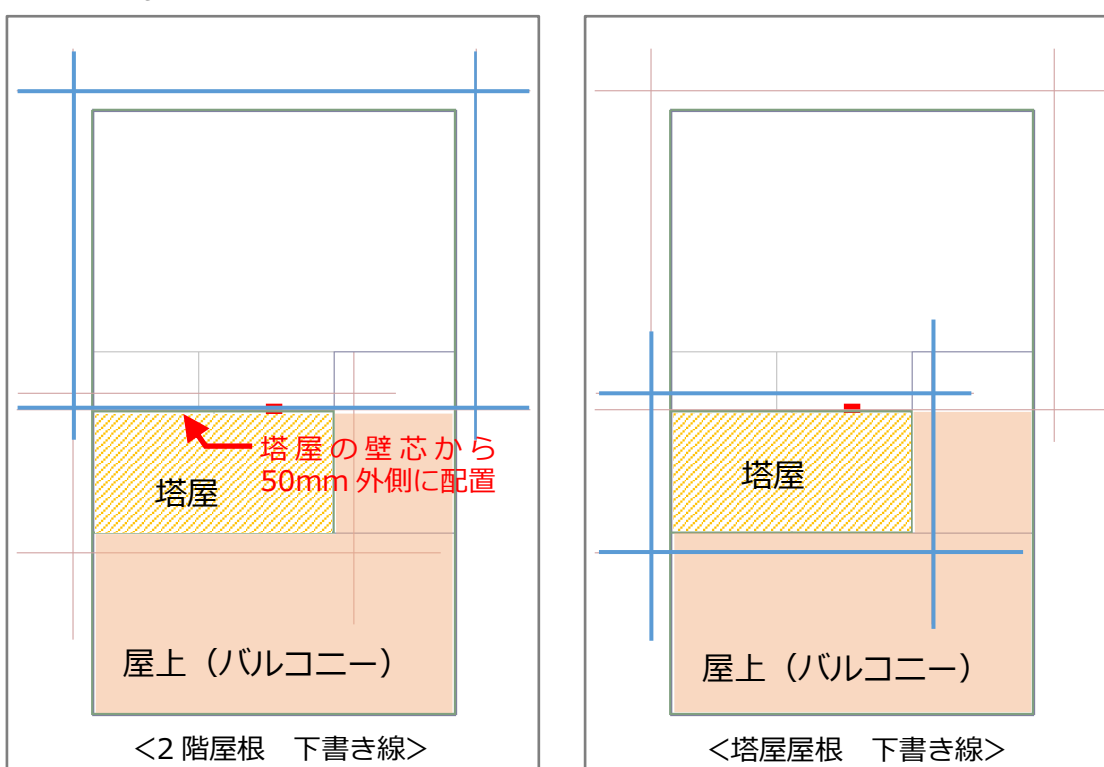 塔屋の壁芯から
50mm 外側に配置
塔屋
屋上（バルコニー）
＜2 階屋根　下書き線＞
塔屋
屋上（バルコニー）
＜塔屋屋根　下書き線＞